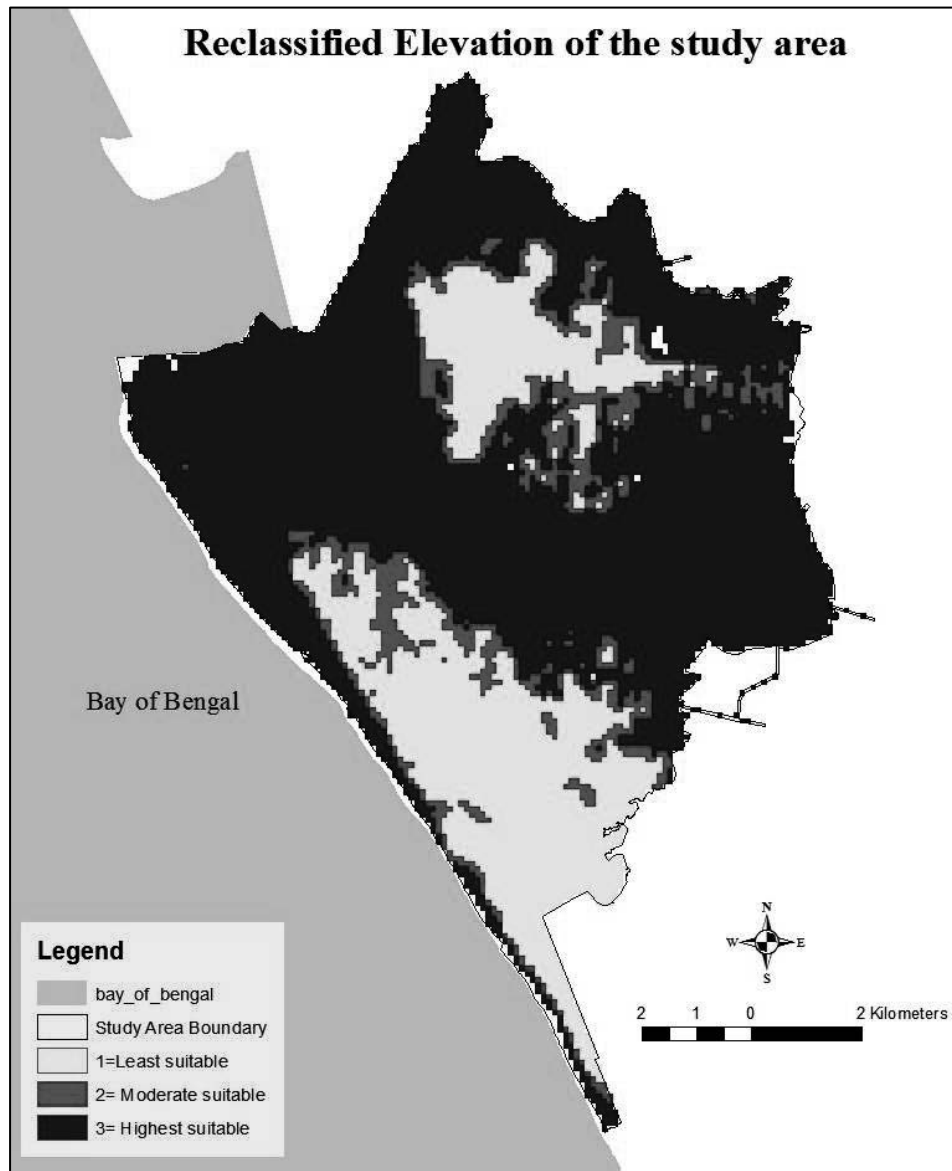 Reclassified Elevation of the study area
Bay of Bengal
Legend
bay_of_bengal
Study Area Boundary
1=Least suitable
2= Moderate suitable
3= Highest suitable
N
W E
S
2 1 0 2 Kilometers